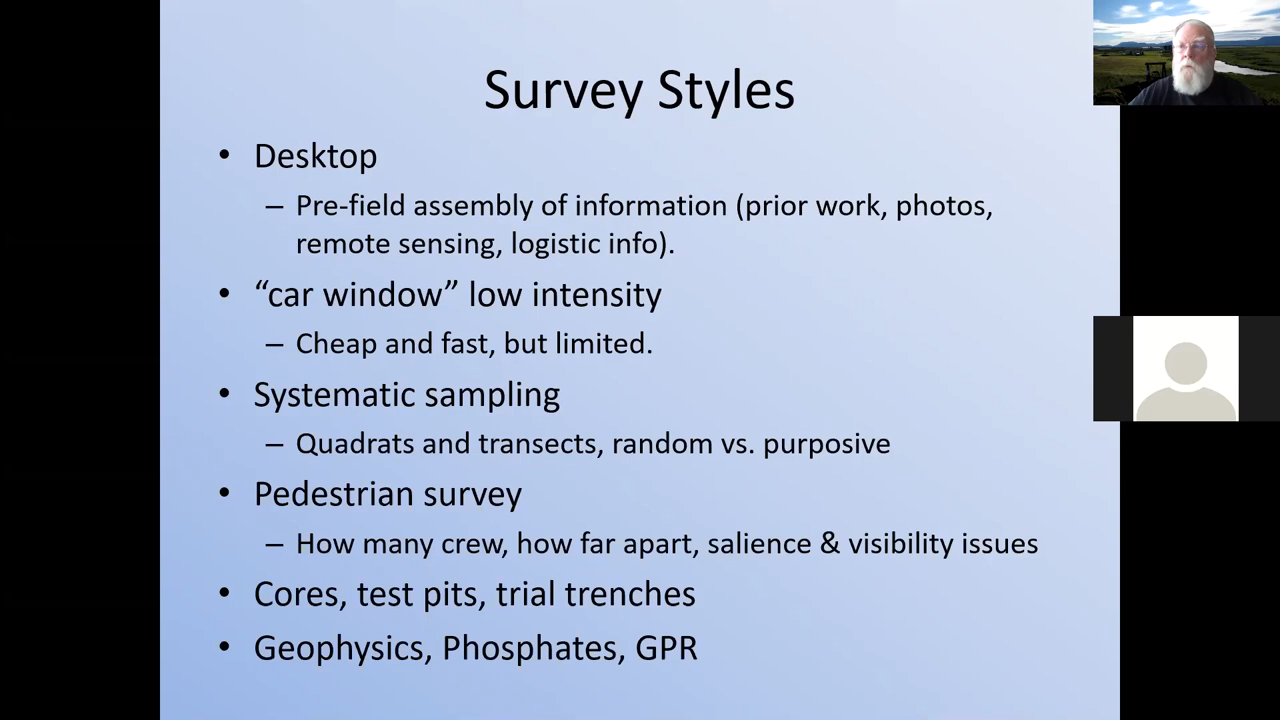 Survey Styles
• Desktop
– Pre-field assembly of information (prior work, photos,
remote sensing, logistic info).
• “car window” low intensity
– Cheap and fast, but limited.
• Systematic sampling
– Quadrats and transects, random vs. purposive
• Pedestrian survey
– How many crew, how far apart, salience & visibility issues
• Cores, test pits, trial trenches
• Geophysics, Phosphates, GPR